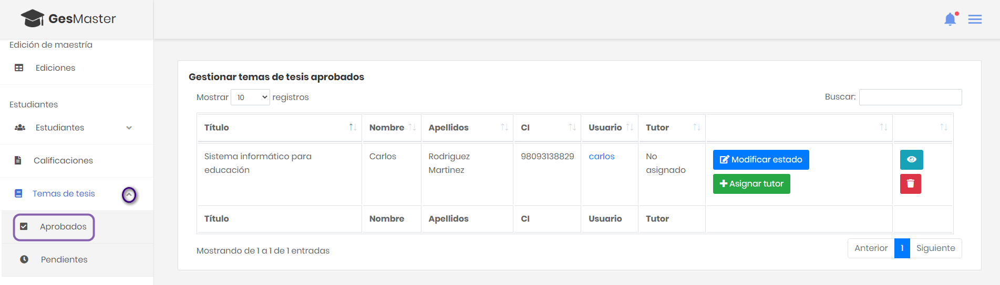 GesMaster
Edición de maestría
Ediciones
Estudiantes
Estudiantes
Calificaciones
Temas de tesis
Aprobados
Pendientes
Gestionar temas de tesis aprobados
Mostrar 10 registros
Buscar:
Título Nombre Apellidos CI Usuario Tutor
Sistema informático para Carlos Rodriguez 98093138829 carlos No Modificar estado
educación Martinez asignado
Asignar tutor
Título Nombre Apellidos CI Usuario Tutor
Mostrando de 1 a 1 de 1 entradas
Anterior 1 Siguiente